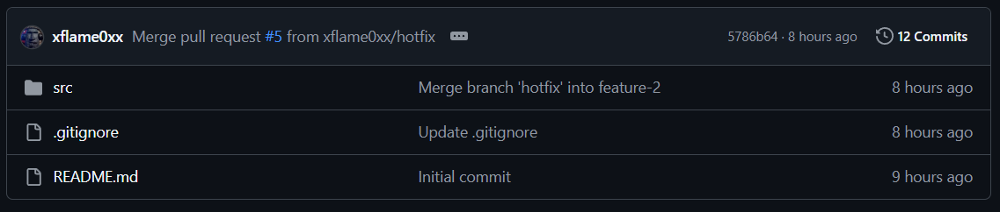 xflame0xx Merge pull request #5 from xflame0xx/hotfix 5786b64 · 8 hours ago 12 Commits
src Merge branch 'hotfix' into feature-2 8 hours ago
.gitignore Update .gitignore 8 hours ago
README.md Initial commit 9 hours ago